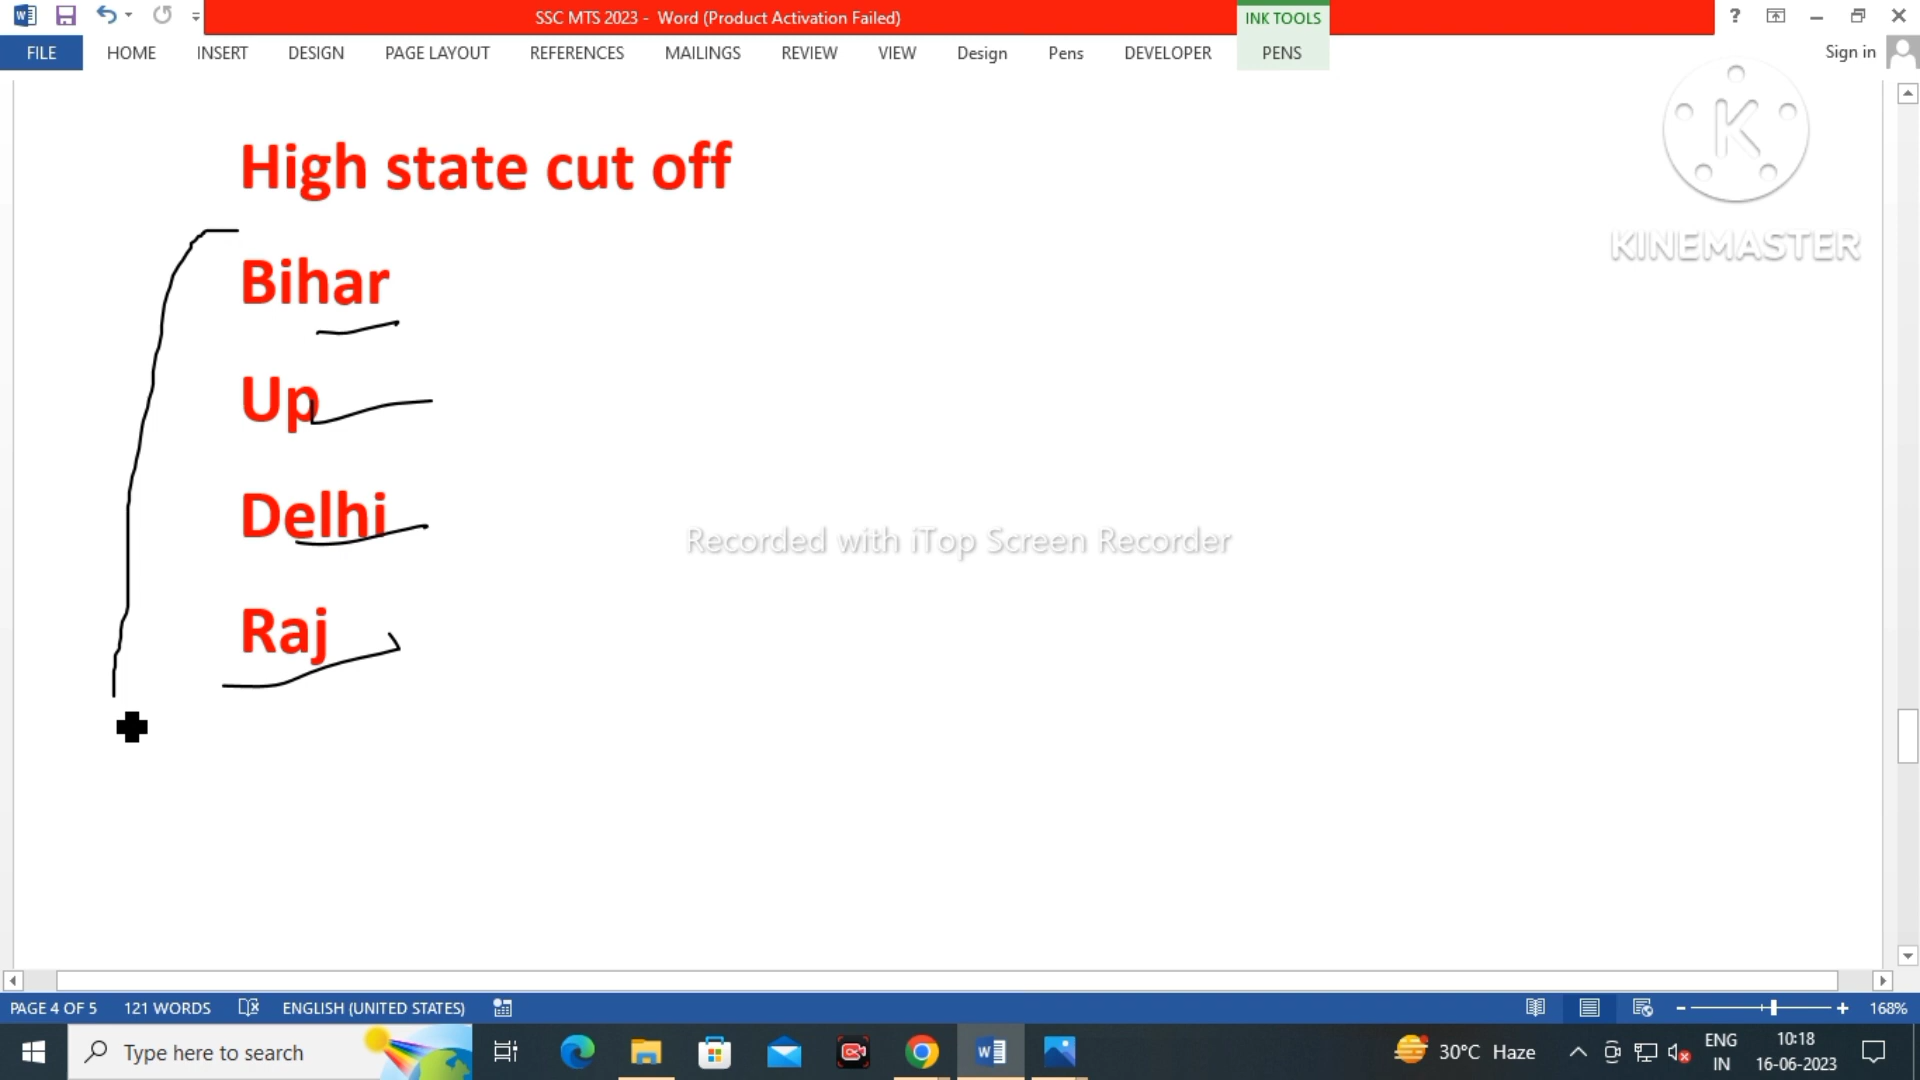 SSC MTS 2023 - Word (Product Activation Failed)
INK TOOLS
?
FILE HOME INSERT DESIGN PAGE LAYOUT REFERENCES MAILINGS REVIEW VIEW Design Pens DEVELOPER PENS
Sign in
K
KINEMASTER
High state cut off
Bihar
Up
Delhi
Raj
Recorded with iTop Screen Recorder
PAGE 4 OF 5 121 WORDS ENGLISH (UNITED STATES) 168%
Type here to search
30°C Haze
ENG
IN
10:18
16-06-2023